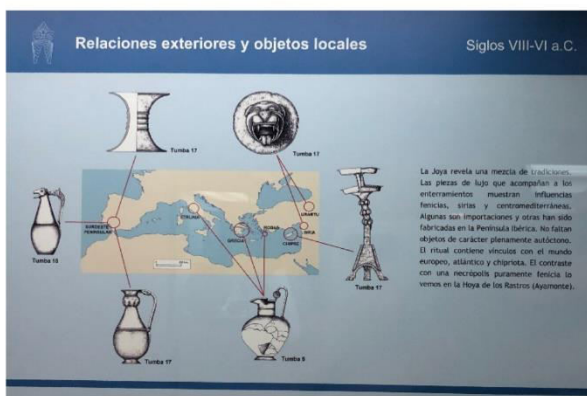 Relaciones exteriores y objetos locales
Siglos VIII-VI a.C.
Tumba 17
Tumba 17
La Joya revela una mezcla de tradiciones.
Las piezas de lujo que acompañan a los
enterramientos muestran influencias
fenicias, sirias y centromediterráneas.
Algunas son importaciones y otras han sido
fabricadas en la Península Ibérica. No faltan
objetos de carácter plenamente autóctono.
El ritual contiene vínculos con el mundo
europeo, atlántico y chipriota. El contraste
con una necrópolis puramente fenicia lo
vemos en la Hoya de los Rastros (Ayamonte).
ETRURIA
URARTU
SUROESTE
PENINSULAR
GRECIA
RODAS
SIRIA
CHIPRE
Tumba 18
Tumba 17
Tumba 17
Tumba 5